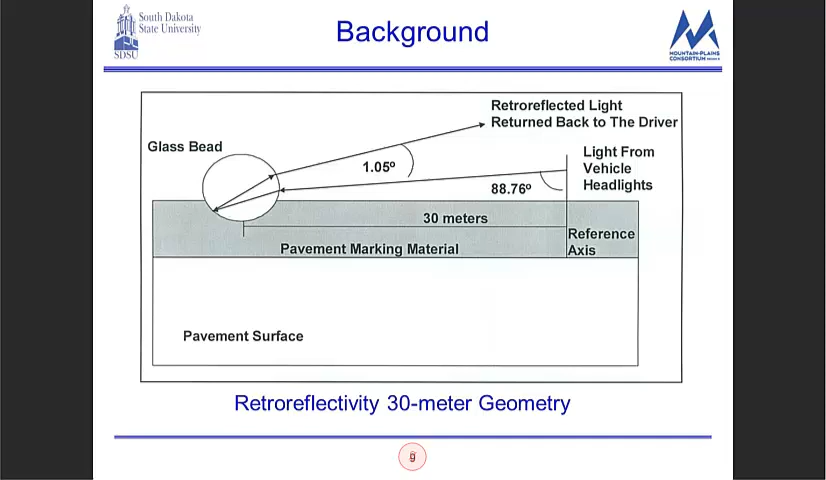 South Dakota
State University
SDSU
Background
MOUNTAIN-PLAINS
CONSORTIUM
Retroreflected Light
Returned Back to The Driver
Glass Bead
Light From
Vehicle
Headlights
1.05º
88.76º
30 meters
Reference
Axis
Pavement Marking Material
Pavement Surface
Retroreflectivity 30-meter Geometry
9